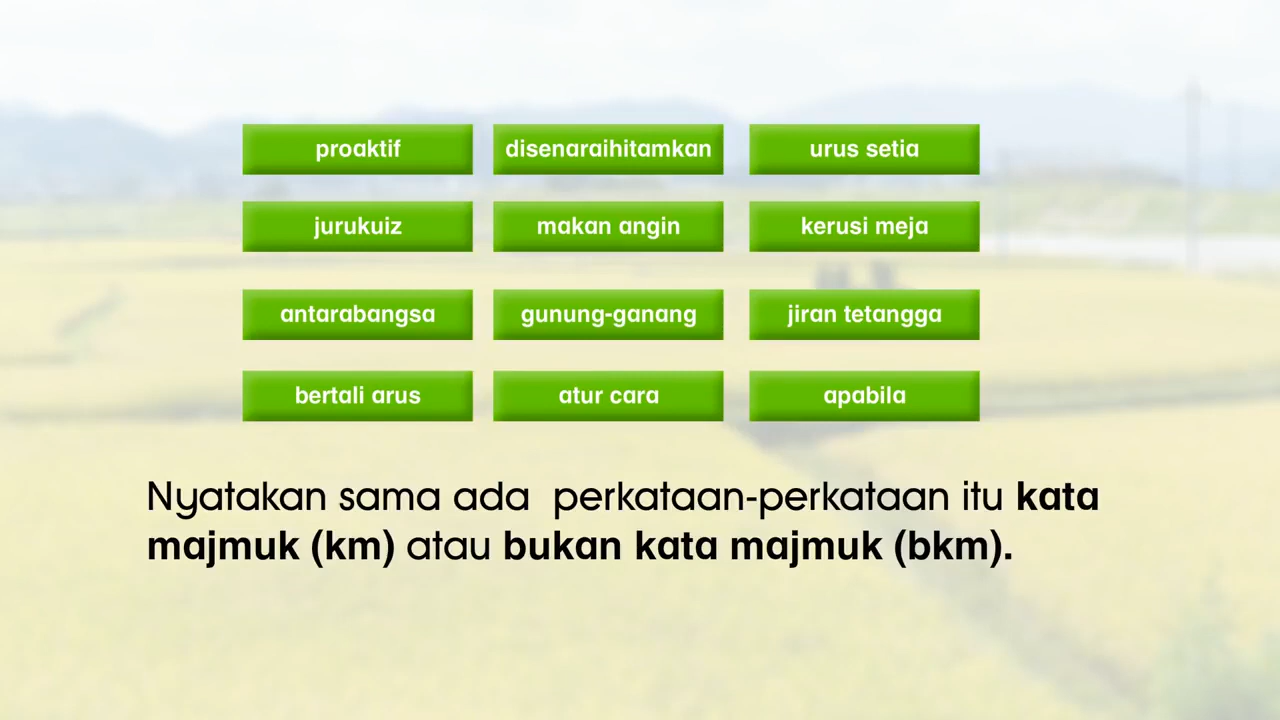 proaktif disenaraihitamkan urus setia
jurukuiz makan angin kerusi meja
antarabangsa gunung-ganang jiran tetangga
bertali arus atur cara apabila
Nyatakan sama ada perkataan-perkataan itu kata
majmuk (km) atau bukan kata majmuk (bkm).